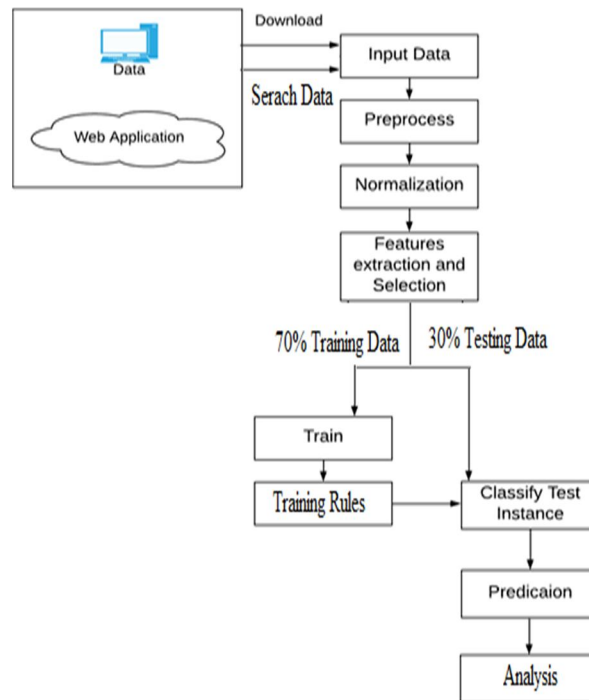 Download
Data
Serach Data
Web Application
Input Data
Preprocess
Normalization
Features
extraction and
Selection
70% Training Data
30% Testing Data
Train
Training Rules
Classify Test
Instance
Predicaion
Analysis